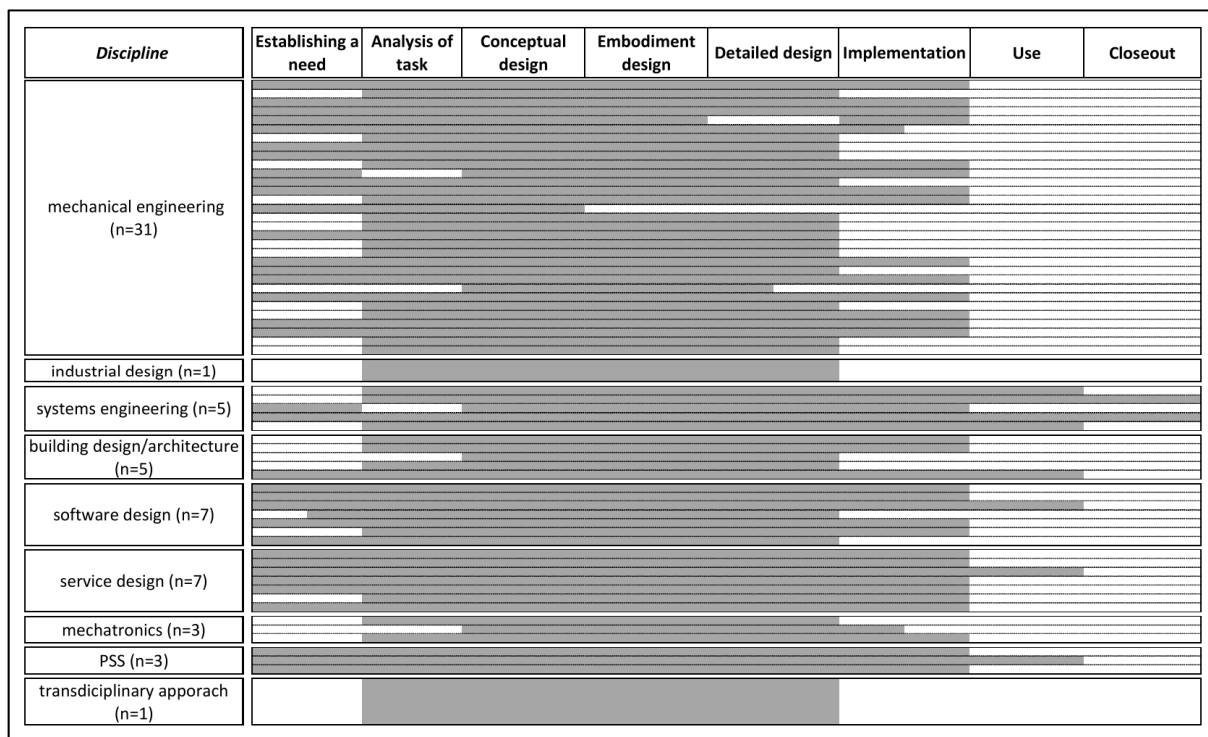 Discipline
Establishing a
need
Analysis of
task
Conceptual
design
Embodiment
design
Detailed design
Implementation
Use
Closeout
mechanical engineering
(n=31)
industrial design (n=1)
systems engineering (n=5)
building design/architecture
(n=5)
software design (n=7)
service design (n=7)
mechatronics (n=3)
PSS (n=3)
transdiciplinary apporach
(n=1)